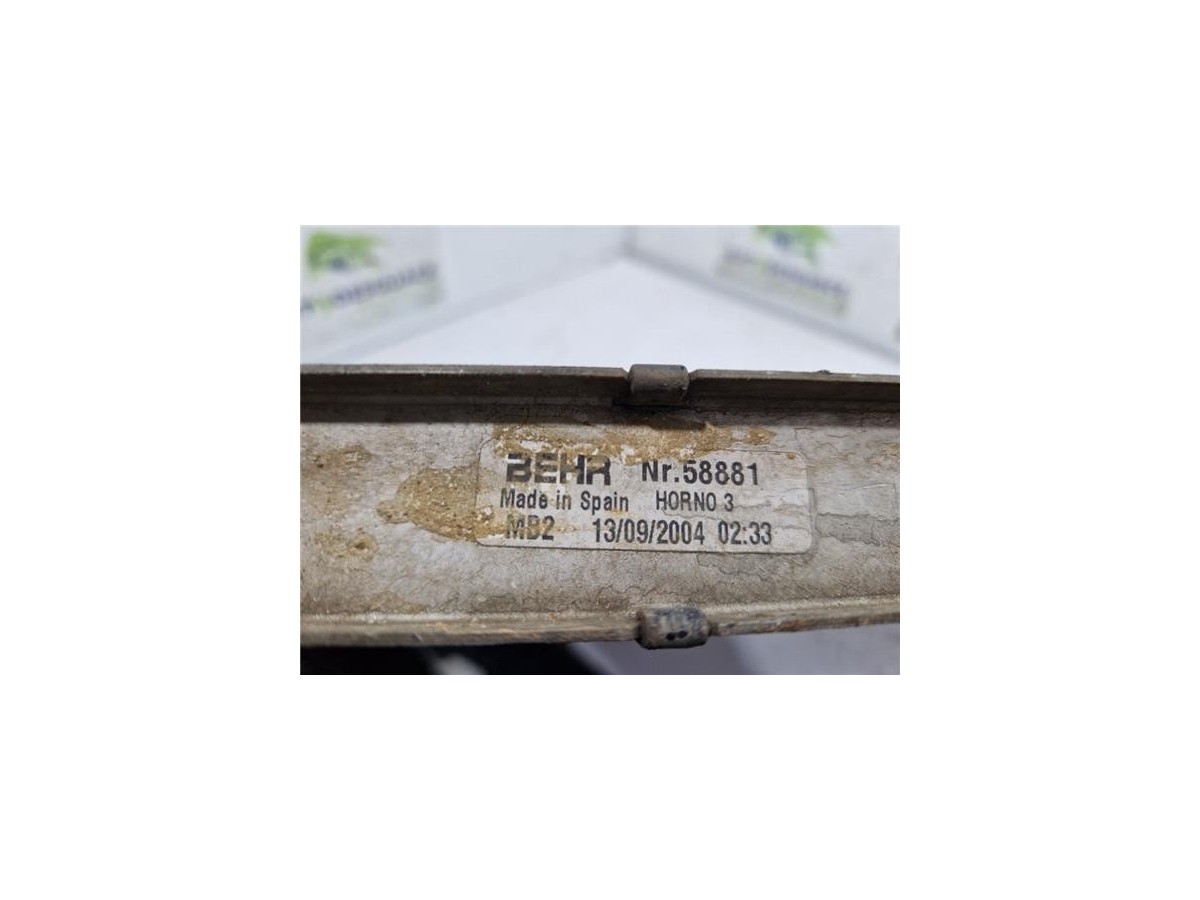 BEHR Nr.58881
Made in Spain HORNO 3
MB2 13/09/2004 02:33